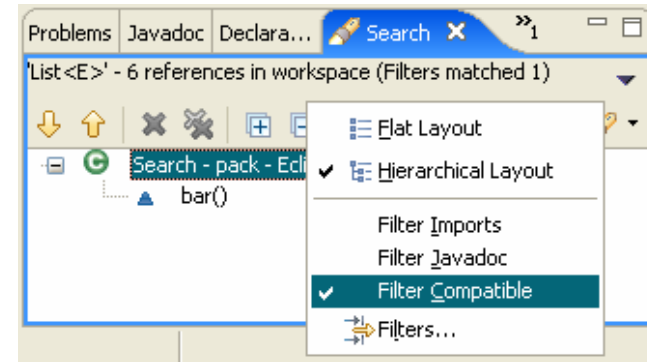 Problems Javadoc Declara... Search »1
'List<E>' - 6 references in workspace (Filters matched 1)
Flat Layout
Search - pack - Ecli
Hierarchical Layout
bar()
Filter Imports
Filter Javadoc
Filter Compatible
Filters...